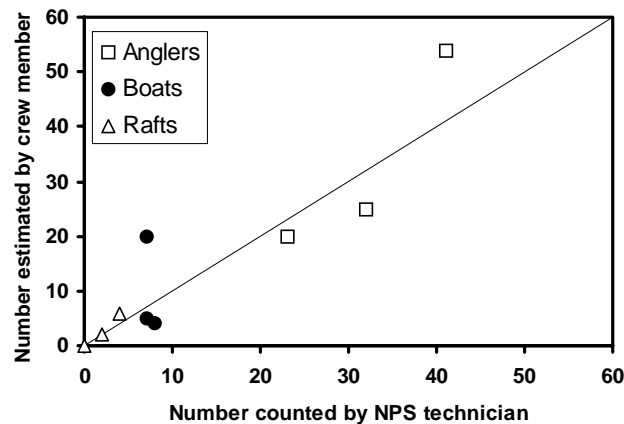 60
50
40
30
20
10
0
Number estimated by crew member
Anglers
Boats
Rafts
0 10 20 30 40 50 60
Number counted by NPS technician